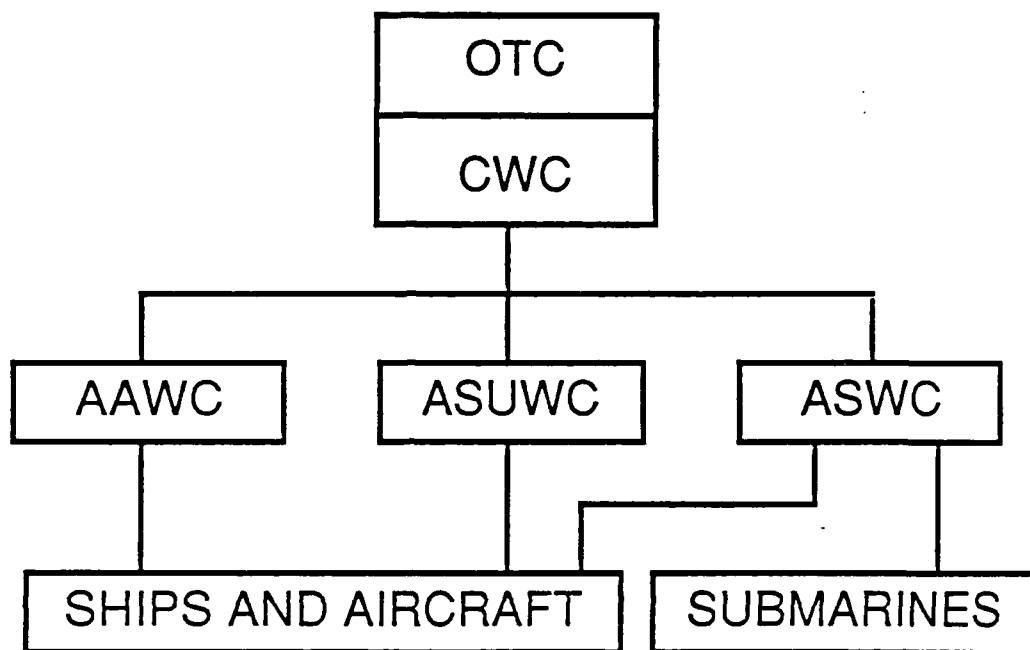 OTC
CWC
AAWC
ASUWC
ASWC
SHIPS AND AIRCRAFT
SUBMARINES